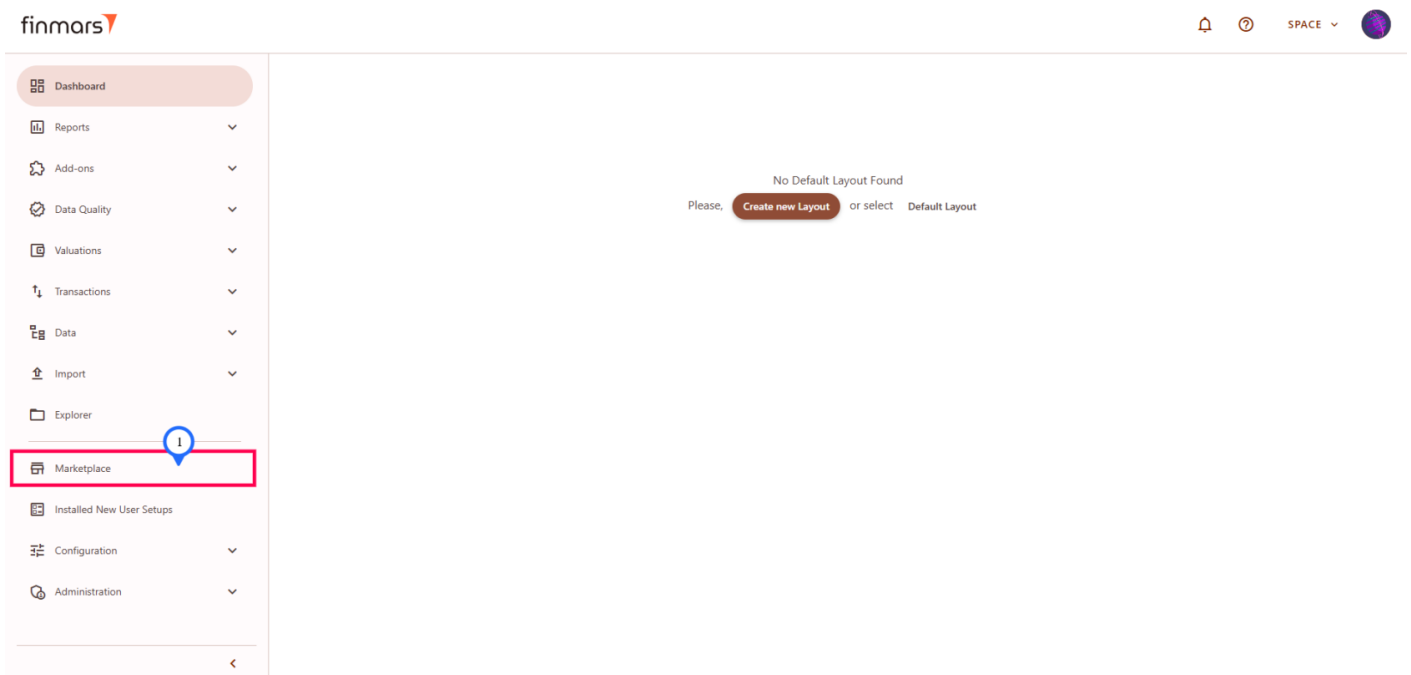 finmars
SPACE
Dashboard
Reports
Add-ons
Data Quality
Valuations
Transactions
Data
Import
Explorer
1
Marketplace
Installed New User Setups
Configuration
Administration
No Default Layout Found
Please, Create new Layout or select Default Layout